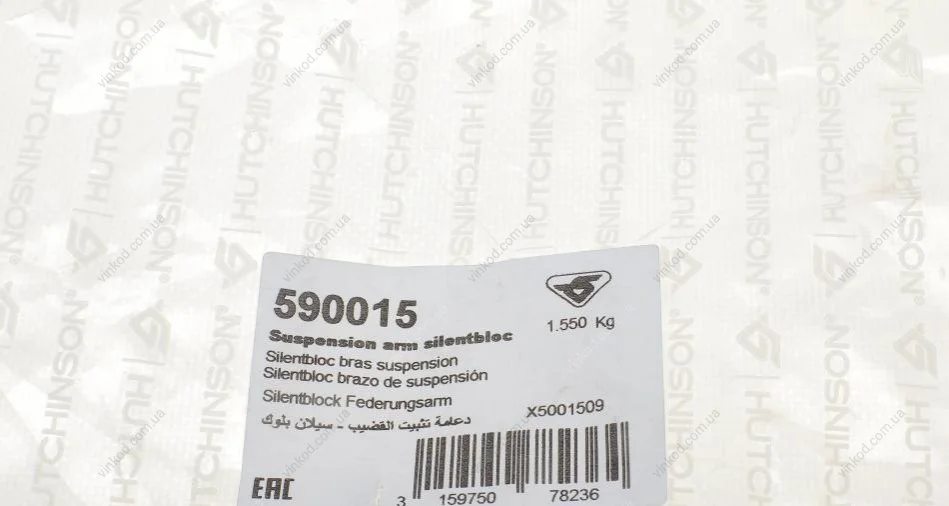 HUTCHINSON
590015
Suspension arm silentbloc
Silentbloc bras suspension
Silentbloc brazo de suspensión
Silentblock Federungsarm
دعامة تثبيت القضيب - سيلان بلوك
1.550 Kg
X5001509
EAC
3 159750 78236
vinkod.com.ua